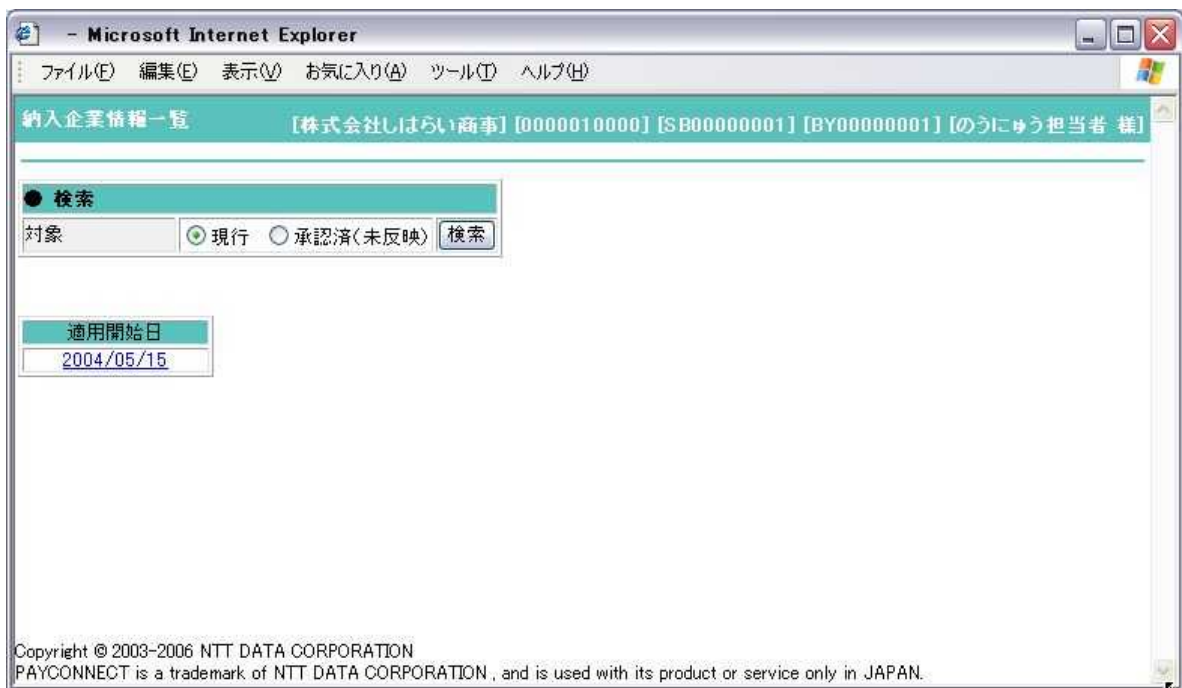 - Microsoft Internet Explorer
ファイル(F) 編集(E) 表示(V) お気に入り(A) ツール(T) ヘルプ(H)
納入企業情報一覧 [株式会社しはらい商事] [0000010000] [SB00000001] [BY00000001] [のうにゅう担当者 様]
● 検索
対象 現行 承認済(未反映) 検索
適用開始日
2004/05/15
Copyright © 2003-2006 NTT DATA CORPORATION
PAYCONNECT is a trademark of NTT DATA CORPORATION , and is used with its product or service only in JAPAN.